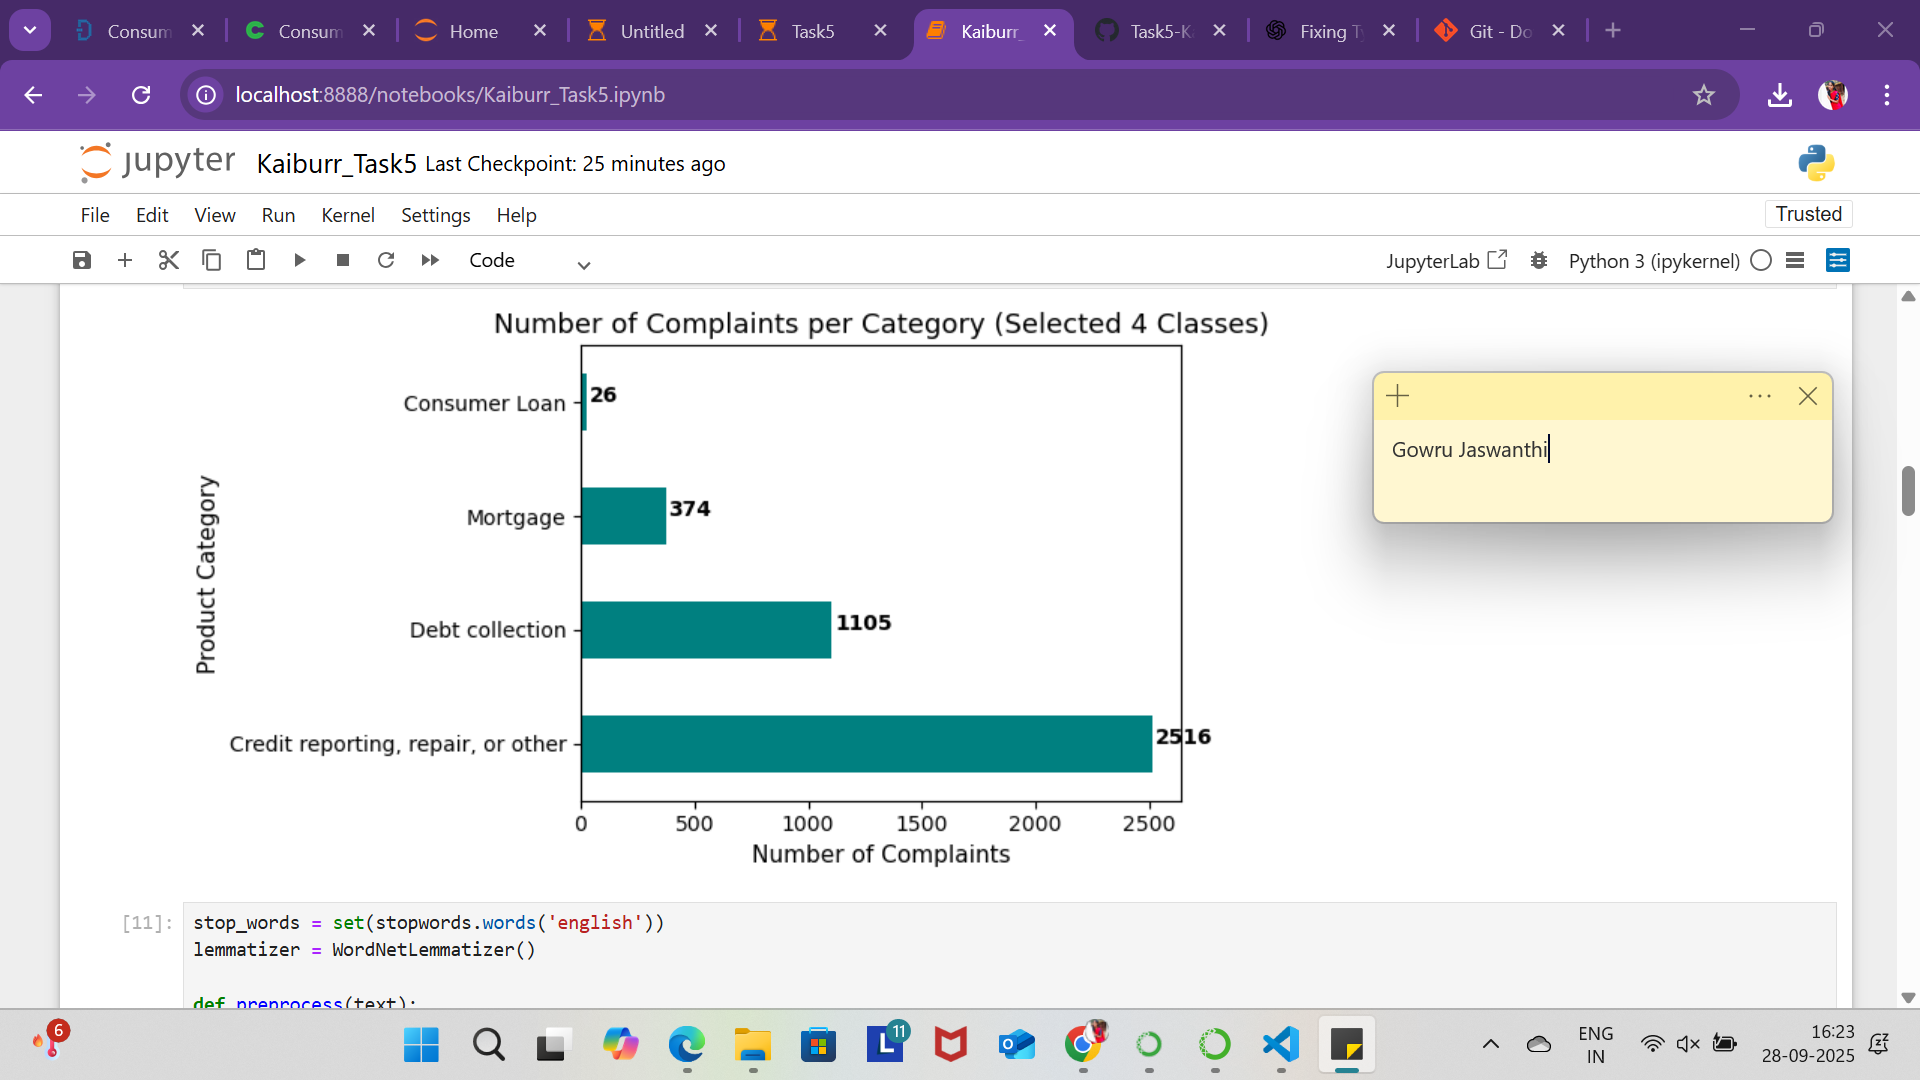 Consum
Consum
Home
Untitled
Task5
Kaiburr_
Task5-K
Fixing T
Git - Do
localhost:8888/notebooks/Kaiburr_Task5.ipynb
jupyter Kaiburr_Task5 Last Checkpoint: 25 minutes ago
File Edit View Run Kernel Settings Help
Trusted
Code
JupyterLab
Python 3 (ipykernel)
Number of Complaints per Category (Selected 4 Classes)
Consumer Loan
26
Mortgage
374
Debt collection
1105
Credit reporting, repair, or other
2516
Product Category
0 500 1000 1500 2000 2500
Number of Complaints
Gowru Jaswanthi
[11]:
stop_words = set(stopwords.words('english'))
lemmatizer = WordNetLemmatizer()
def preprocess(text):
6
L
11
ENG
IN
16:23
28-09-2025